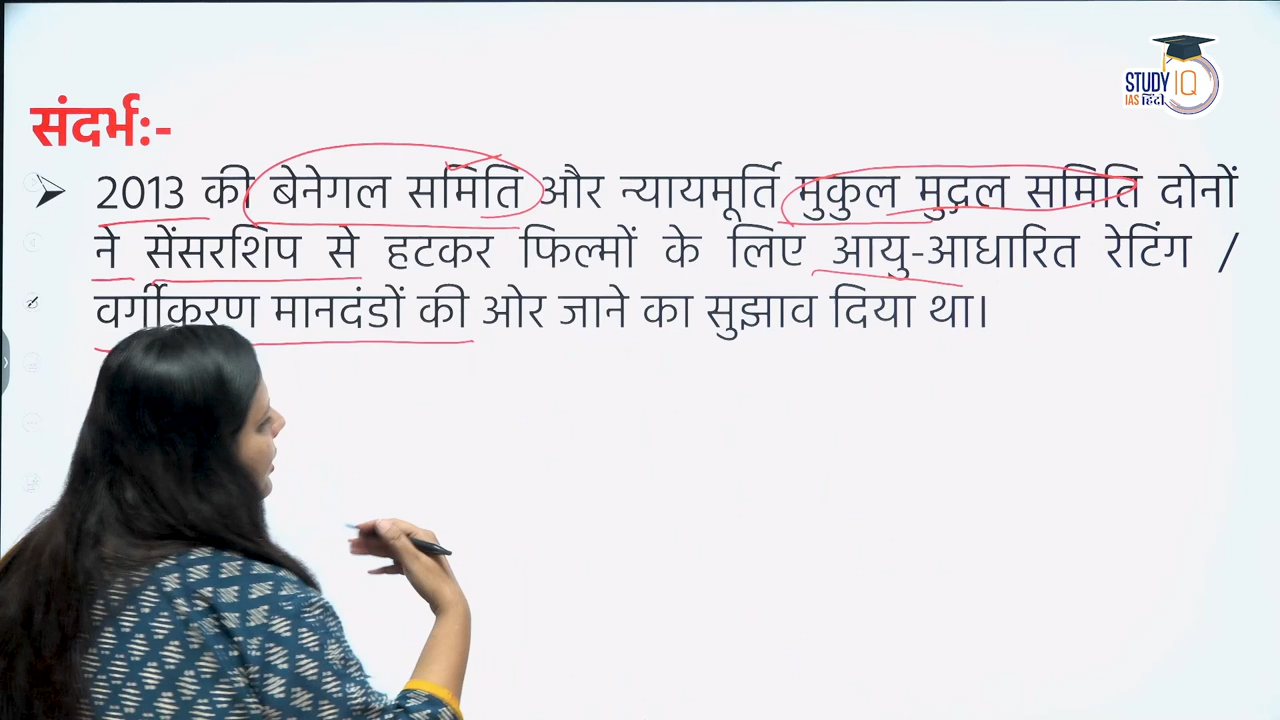 STUDY IQ
IAS हिंदी
संदर्भ:-
2013 की बेनेगल समिति और न्यायमूर्ति मुकुल मुद्गल समिति दोनों
ने सेंसरशिप से हटकर फिल्मों के लिए आयु-आधारित रेटिंग /
वर्गीकरण मानदंडों की ओर जाने का सुझाव दिया था।